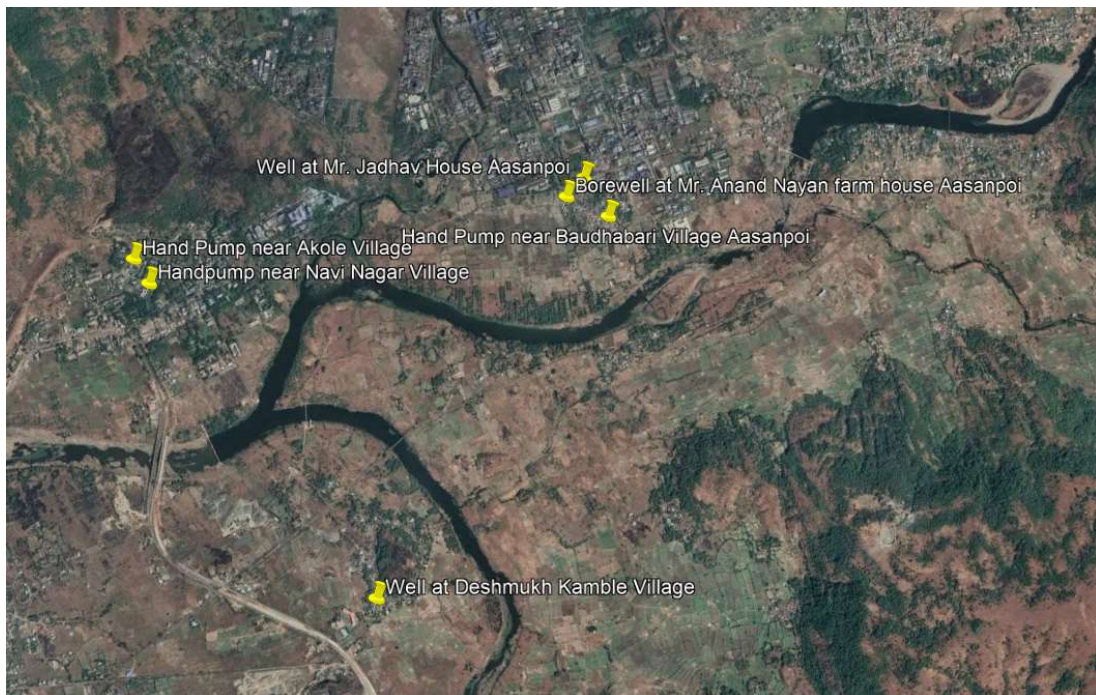 Well at Mr. Jadhav House Aasanpoi
Borewell at Mr. Anand Nayan farm house Aasanpoi
Hand Pump near Baudhabari Village Aasanpoi
Hand Pump near Akole Village
Handpump near Navi Nagar Village
Well at Deshmukh Kamble Village